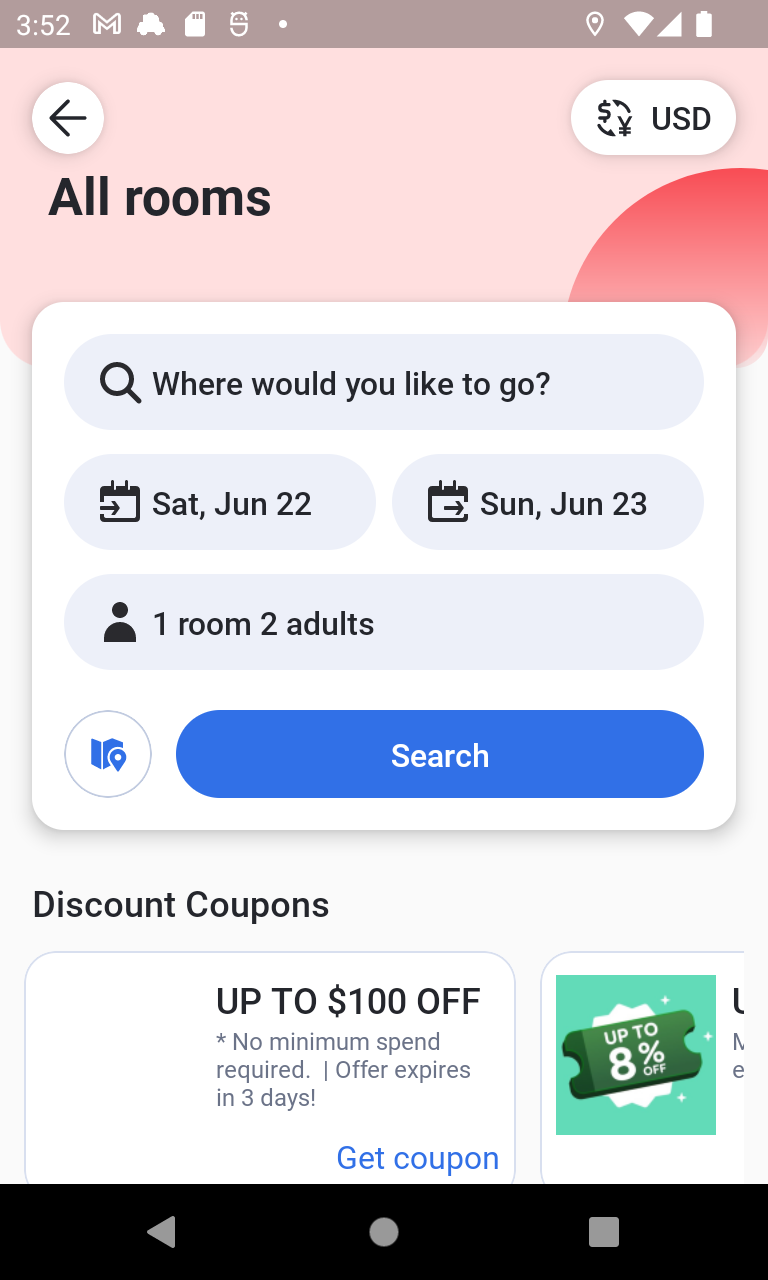 3:52
USD
All rooms
Where would you like to go?
Sat, Jun 22
Sun, Jun 23
1 room 2 adults
Search
Discount Coupons
UP TO $100 OFF
* No minimum spend
required.  | Offer expires
in 3 days!
Get coupon
UP TO
8%
OFF